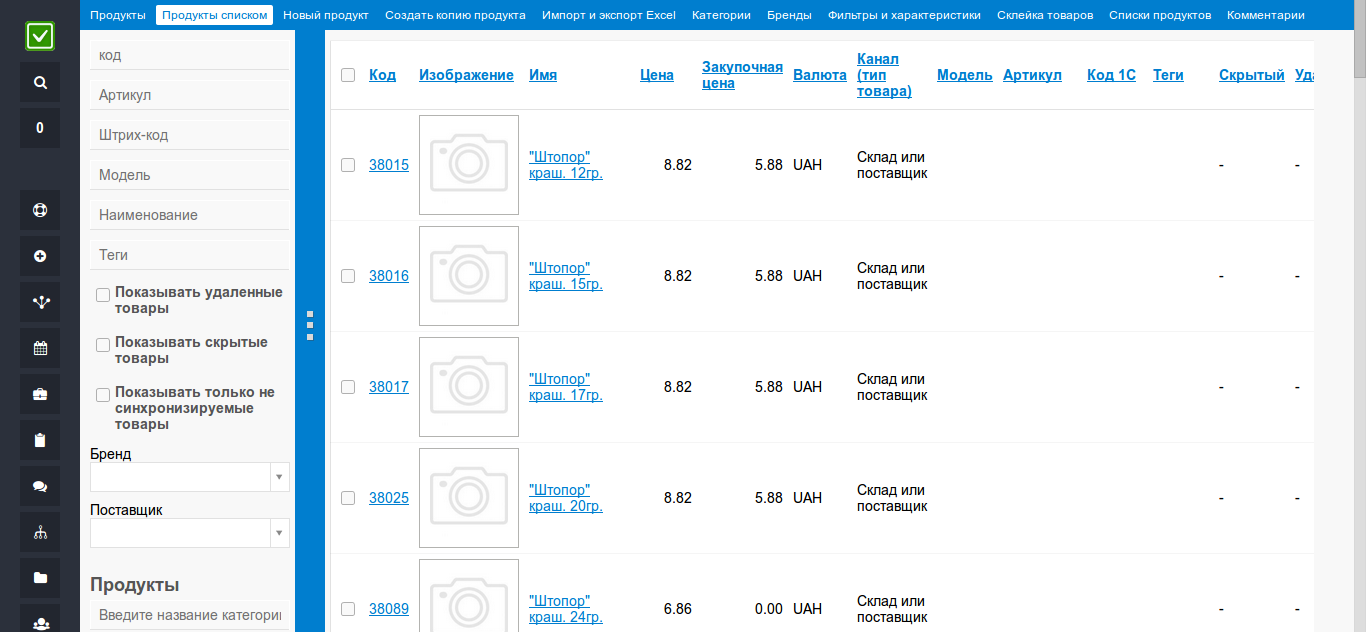 Продукты Продукты списком Новый продукт Создать копию продукта Импорт и экспорт Excel Категории Бренды Фильтры и характеристики Склейка товаров Списки продуктов Комментарии
0
код
Артикул
Штрих-код
Модель
Наименование
Теги
Показывать удаленные
товары
Показывать скрытые
товары
Показывать только не
синхронизируемые
товары
Бренд
Поставщик
Продукты
Введите название категории
Код Изображение Имя Цена Закупочная цена Валюта Канал (тип товара) Модель Артикул Код 1С Теги Скрытый Уда
38015 "Штопор" краш. 12гр. 8.82 5.88 UAH Склад или поставщик - -
38016 "Штопор" краш. 15гр. 8.82 5.88 UAH Склад или поставщик - -
38017 "Штопор" краш. 17гр. 8.82 5.88 UAH Склад или поставщик - -
38025 "Штопор" краш. 20гр. 8.82 5.88 UAH Склад или поставщик - -
38089 "Штопор" краш. 24гр. 6.86 0.00 UAH Склад или поставщик - -